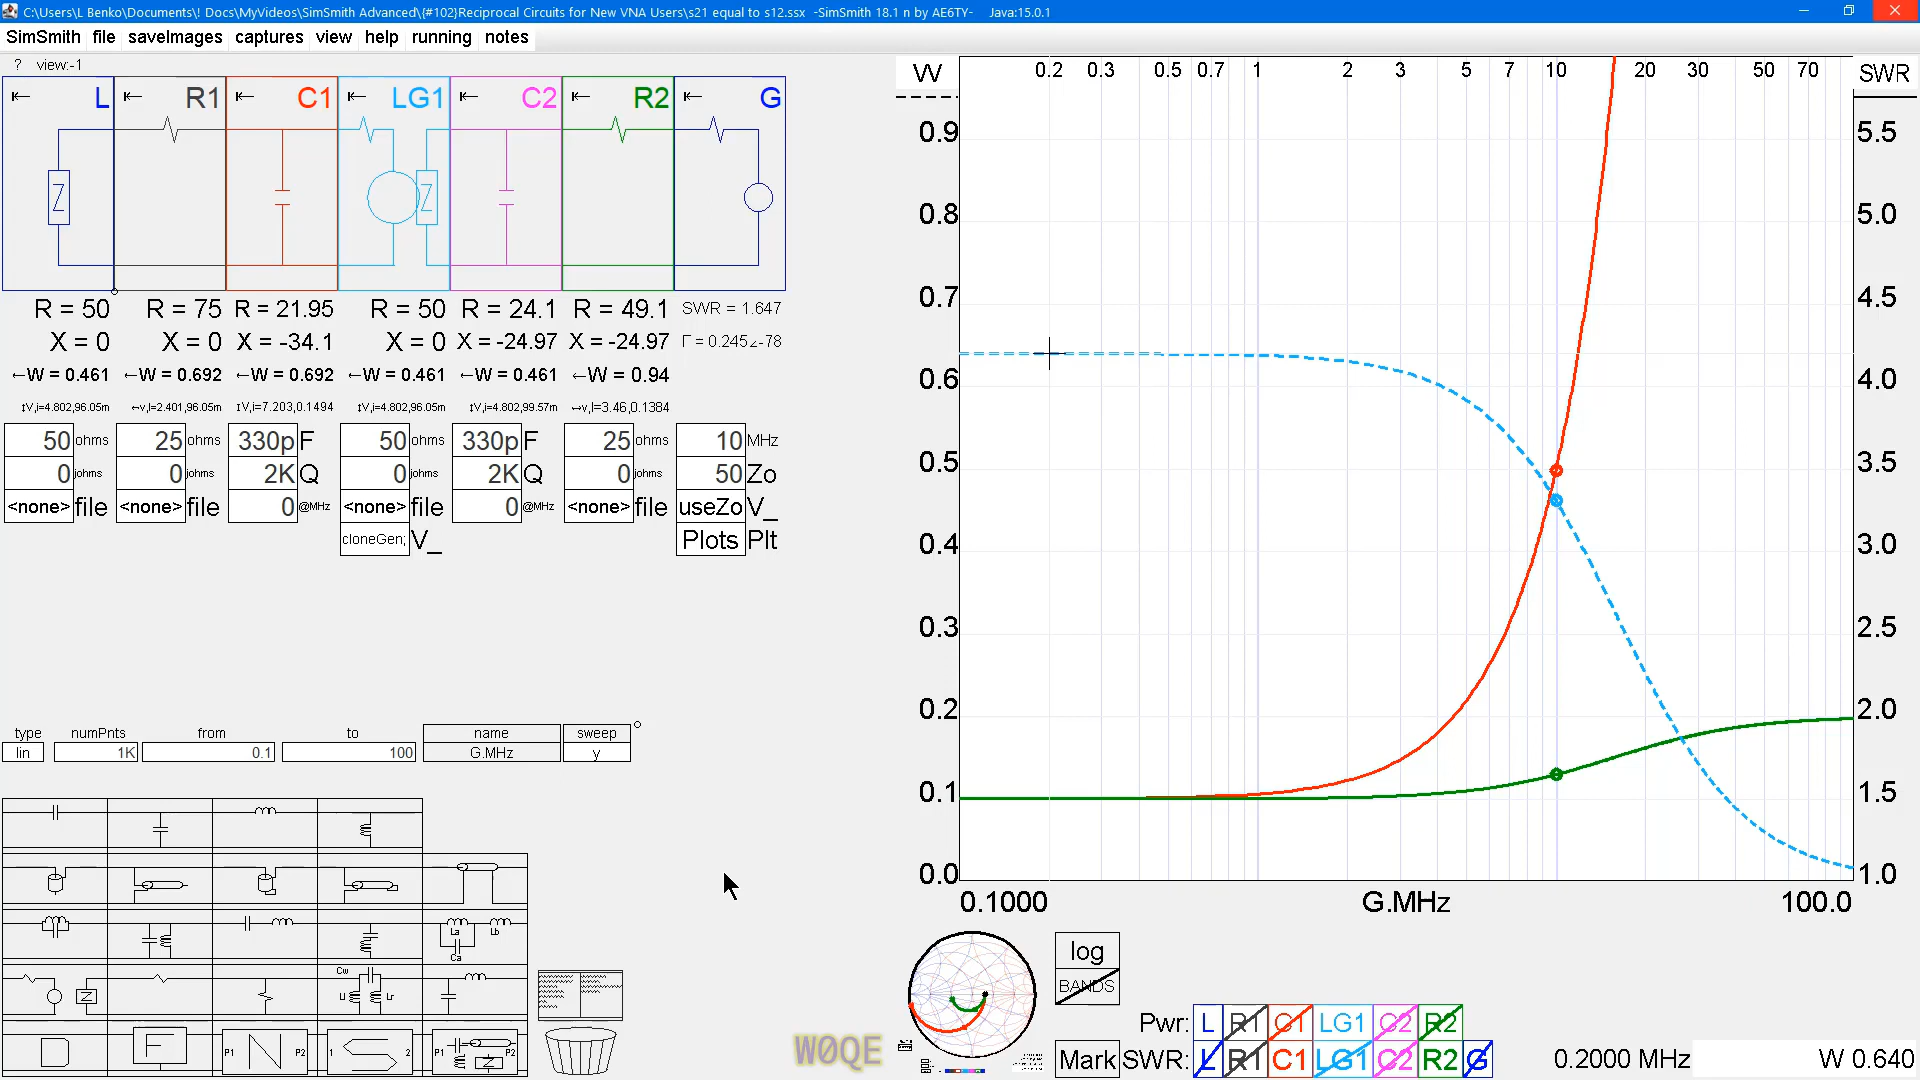 C:\Users\L Benko\Documents\! Docs\MyVideos\SimSmith Advanced\{#102}Reciprocal Circuits for New VNA Users\s21 equal to s12.ssx -SimSmith 18.1 n by AE6TY- Java:15.0.1
SimSmith file saveImages captures view help running notes
? view:-1
L R1 C1 LG1 C2 R2 G
Z Z
R = 50 R = 75 R = 21.95 R = 50 R = 24.1 R = 49.1 SWR = 1.647
X = 0 X = 0 X = -34.1 X = 0 X = -24.97 X = -24.97 Γ = 0.245∠-78
←W = 0.461 ←W = 0.692 ←W = 0.692 ←W = 0.461 ←W = 0.461 ←W = 0.94
↕V,i=4.802,96.05m ↔v,I=2.401,96.05m ↕V,i=7.203,0.1494 ↕V,i=4.802,96.05m ↕V,i=4.802,99.57m ↔v,I=3.46,0.1384
50 ohms 25 ohms 330p F 50 ohms 330p F 25 ohms 10 MHz
0 johms 0 johms 2K Q 0 johms 2K Q 0 johms 50 Zo
<none> file <none> file 0 @MHz <none> file 0 @MHz <none> file useZo V_
cloneGen; V_ Plots Plt
type numPnts from to name sweep
lin 1K 0.1 100 G.MHz y
La Lb
Ca
Z
Cw
Ll Lr
D F P1 N P2 1 S 2 P1 P2
W 0.2 0.3 0.5 0.7 1 2 3 5 7 10 20 30 50 70 SWR
0.9 5.5
0.8 5.0
0.7 4.5
0.6 4.0
0.5 3.5
0.4 3.0
0.3 2.5
0.2 2.0
0.1 1.5
0.0 1.0
0.1000 G.MHz 100.0
log
BANDS
Pwr: L R1 C1 LG1 C2 R2
Mark SWR: L R1 C1 LG1 C2 R2 G
0.2000 MHz W 0.640
W0QE